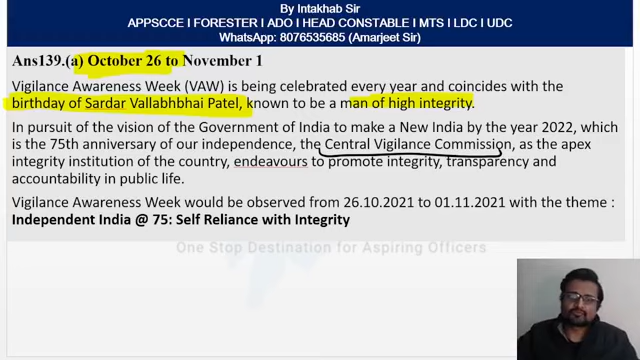 By Intakhab Sir
APPSCCE I FORESTER I ADO I HEAD CONSTABLE I MTS I LDC I UDC
WhatsApp: 8076535685 (Amarjeet Sir)
Ans139.(a) October 26 to November 1
Vigilance Awareness Week (VAW) is being celebrated every year and coincides with the
birthday of Sardar Vallabhbhai Patel, known to be a man of high integrity.
In pursuit of the vision of the Government of India to make a New India by the year 2022, which
is the 75th anniversary of our independence, the Central Vigilance Commission, as the apex
integrity institution of the country, endeavours to promote integrity, transparency and
accountability in public life.
Vigilance Awareness Week would be observed from 26.10.2021 to 01.11.2021 with the theme :
Independent India @ 75: Self Reliance with Integrity
One Stop Destination for Aspiring Officers